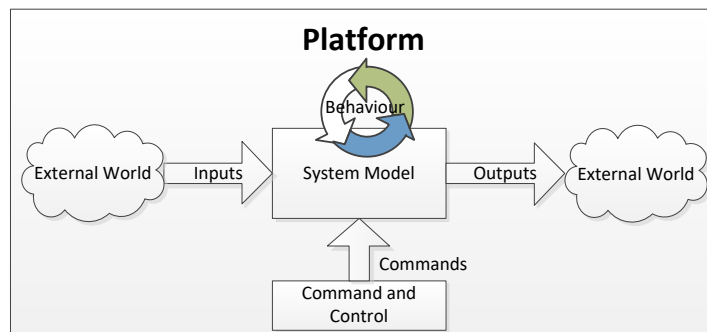 Platform
Behaviour
External World
Inputs
System Model
Outputs
External World
Commands
Command and
Control